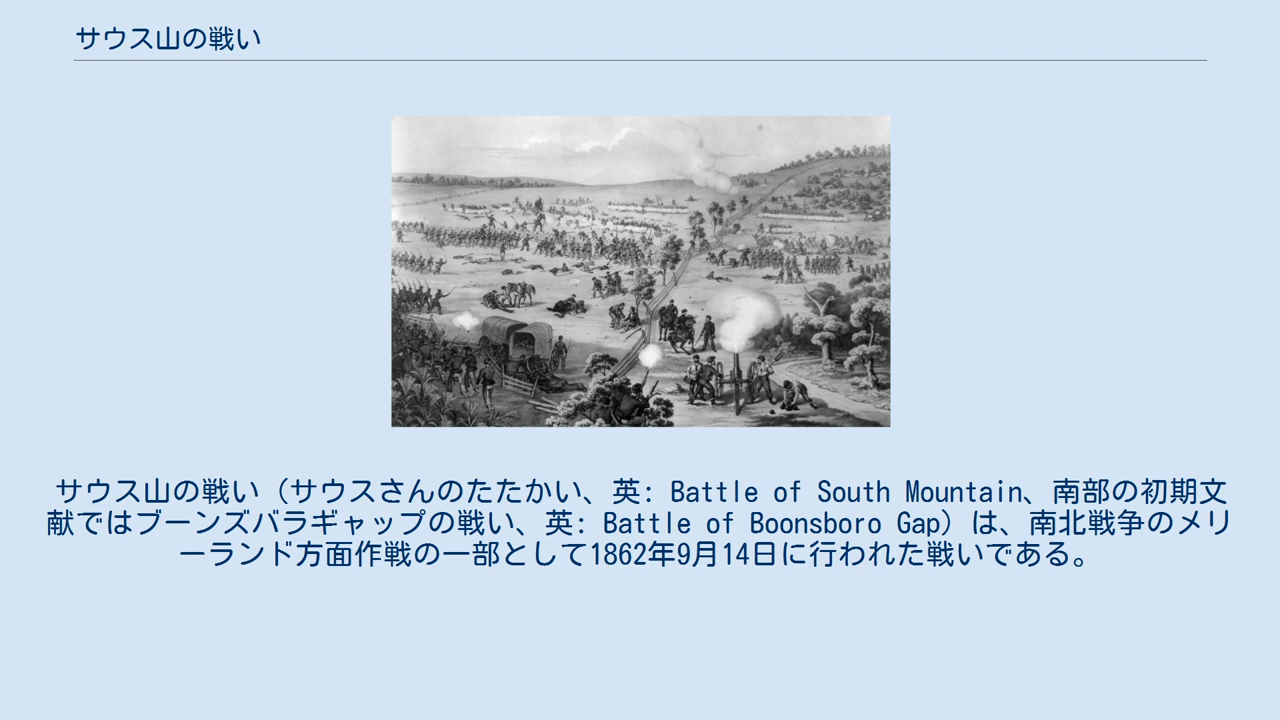 サウス山の戦い
サウス山の戦い（サウスさんのたたかい、英: Battle of South Mountain、南部の初期文
献ではブーンズバラギャップの戦い、英: Battle of Boonsboro Gap）は、南北戦争のメリ
ーランド方面作戦の一部として1862年9月14日に行われた戦いである。